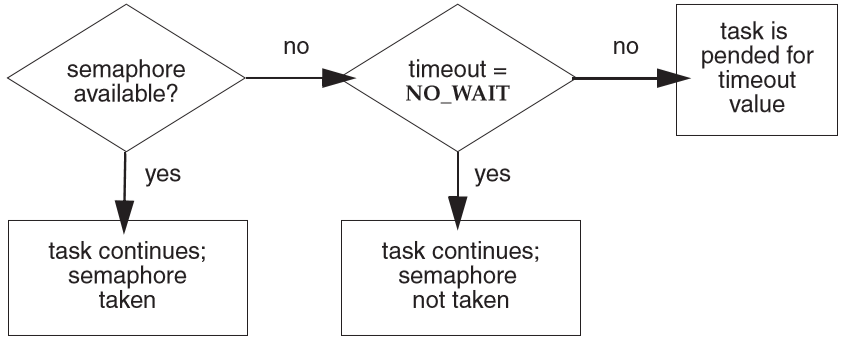 semaphore
available?
no
timeout =
NO_WAIT
no
task is
pended for
timeout
value
yes
yes
task continues;
semaphore
taken
task continues;
semaphore
not taken